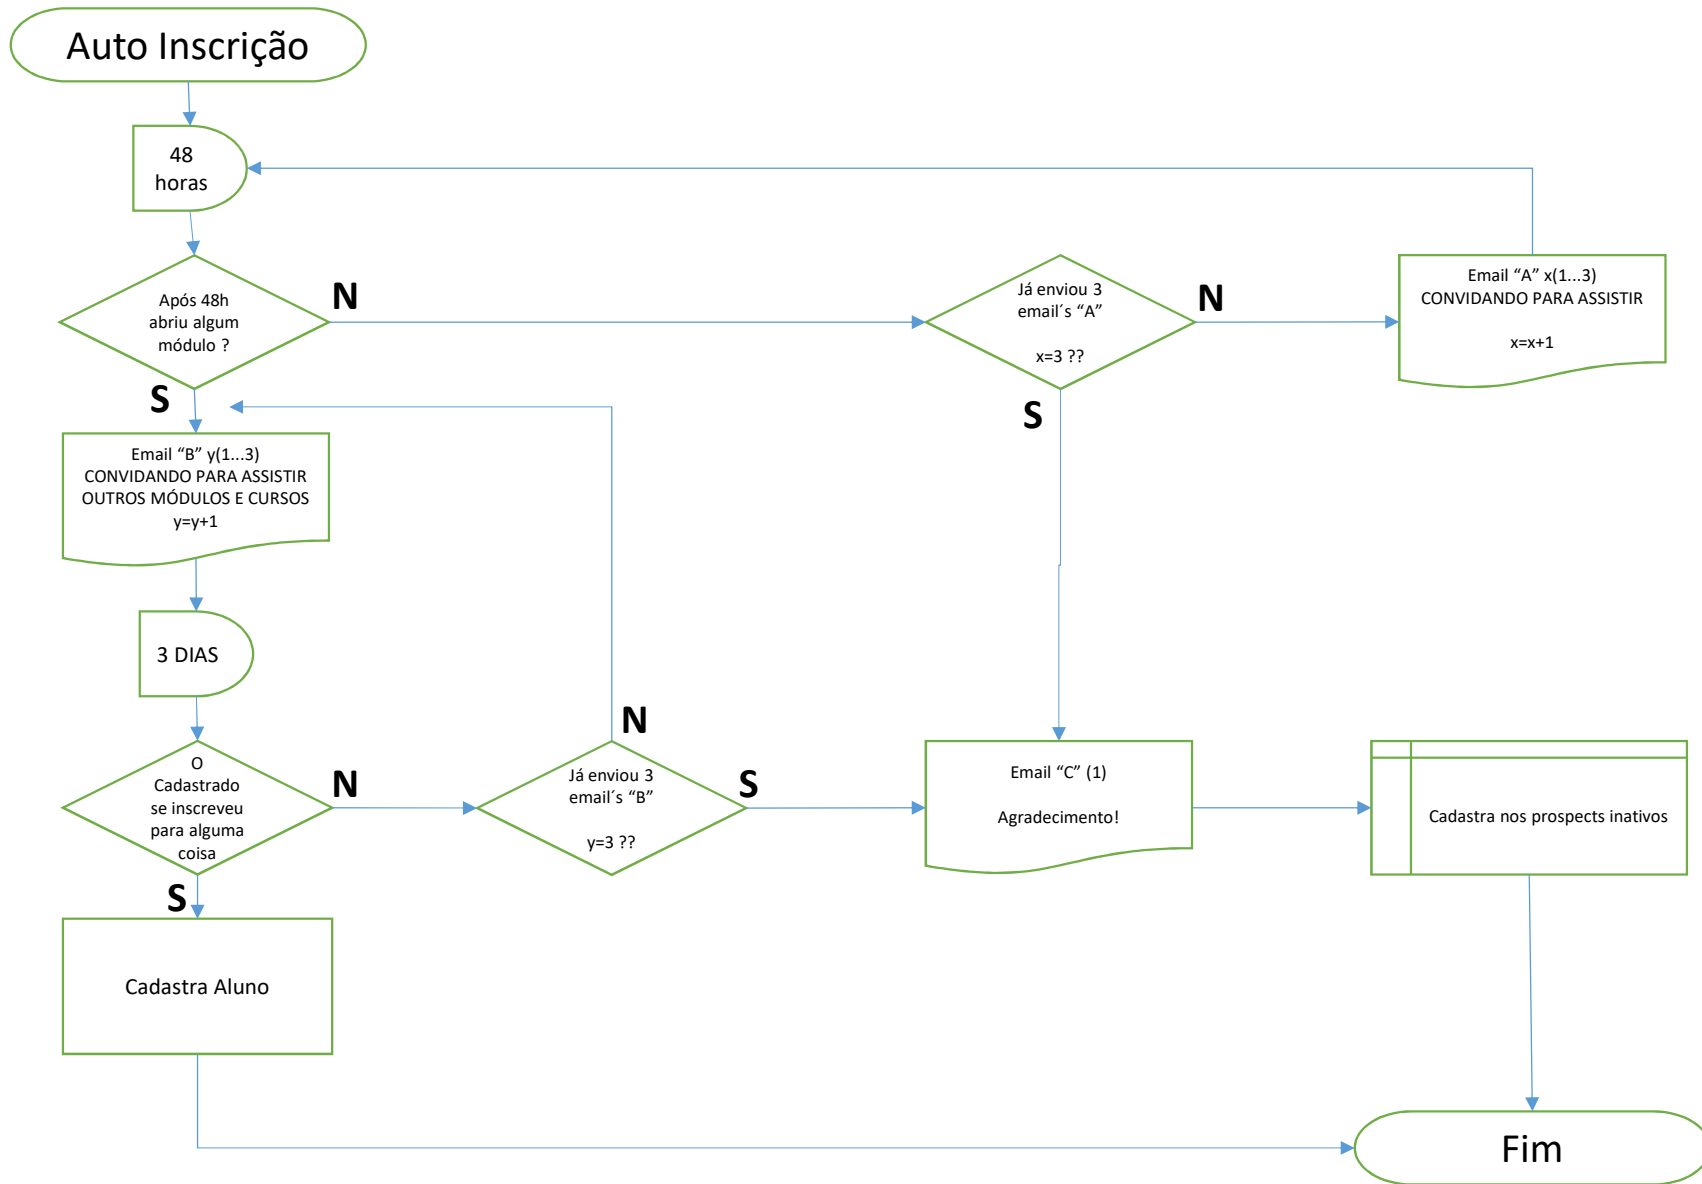 Auto Inscrição
48
horas
Após 48h
abriu algum
módulo ?
N
Já enviou 3
email´s “A”
x=3 ??
N
Email “A” x(1...3)
CONVIDANDO PARA ASSISTIR
x=x+1
S
S
Email “B” y(1...3)
CONVIDANDO PARA ASSISTIR
OUTROS MÓDULOS E CURSOS
y=y+1
3 DIAS
O
Cadastrado
se inscreveu
para alguma
coisa
N
N
Já enviou 3
email´s “B”
y=3 ??
S
Email “C” (1)
Agradecimento!
Cadastra nos prospects inativos
S
Cadastra Aluno
Fim